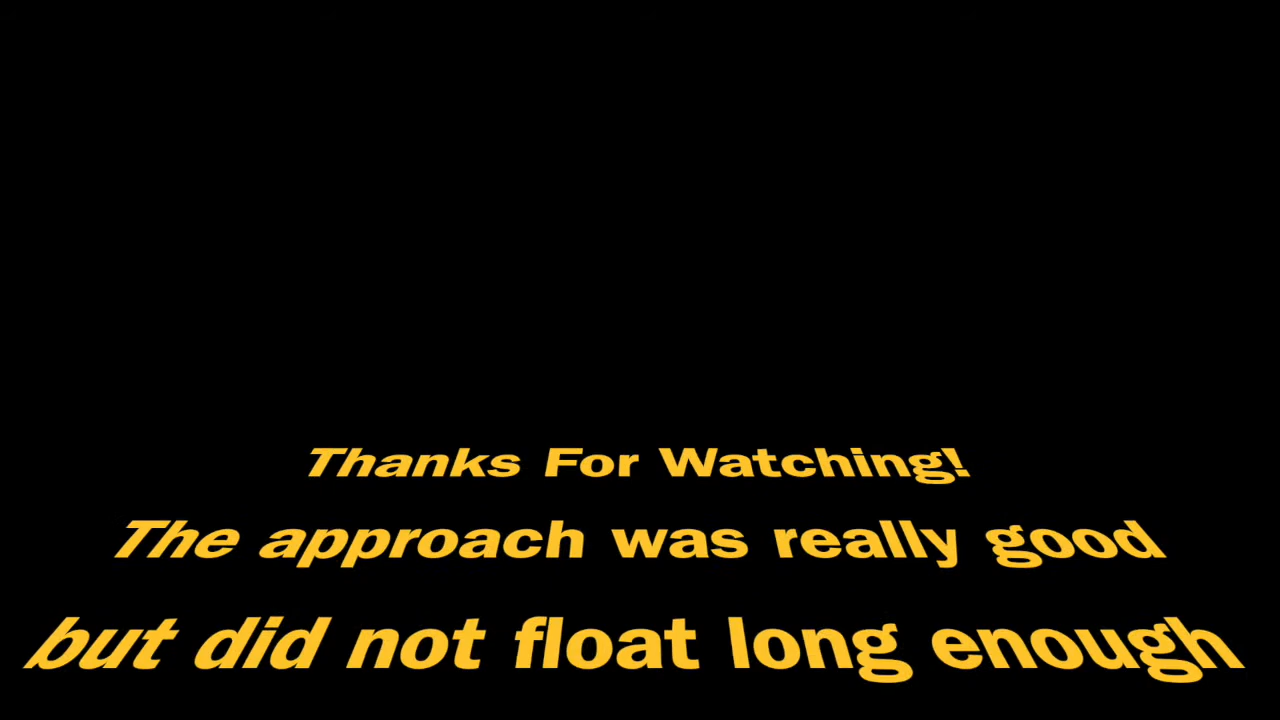 Thanks For Watching!
The approach was really good
but did not float long enough